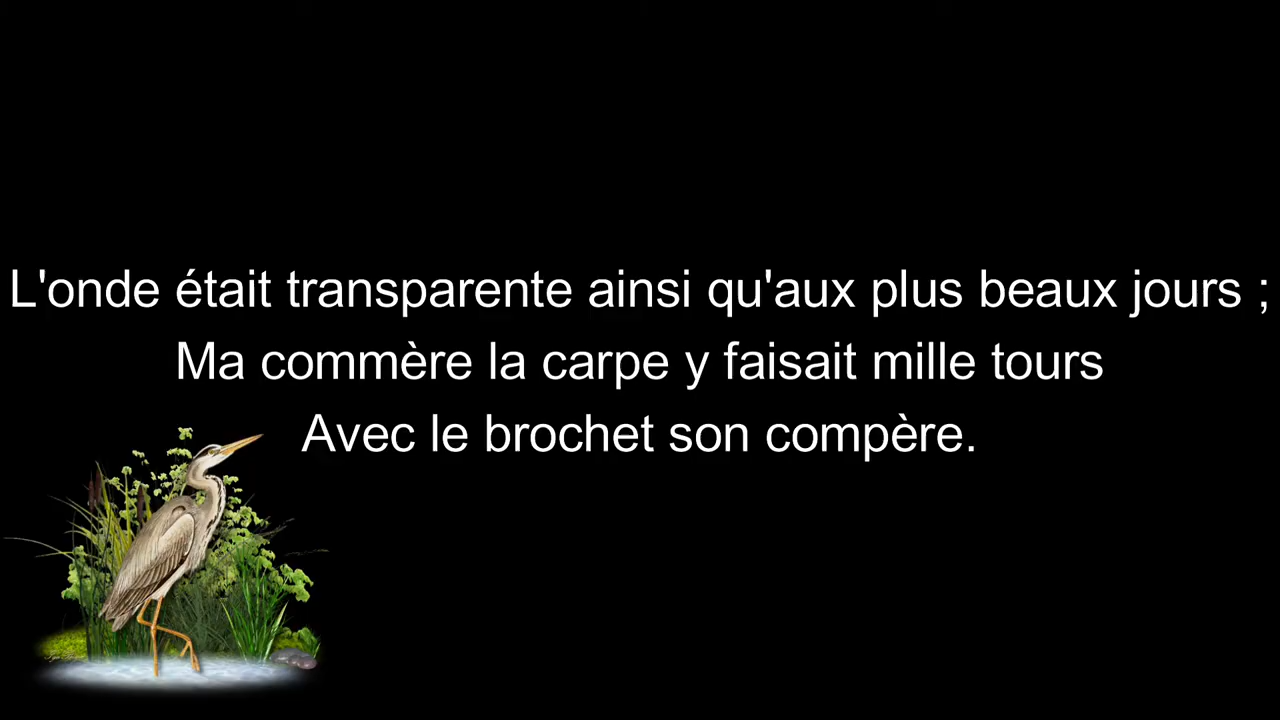 L'onde était transparente ainsi qu'aux plus beaux jours ;
Ma commère la carpe y faisait mille tours
Avec le brochet son compère.